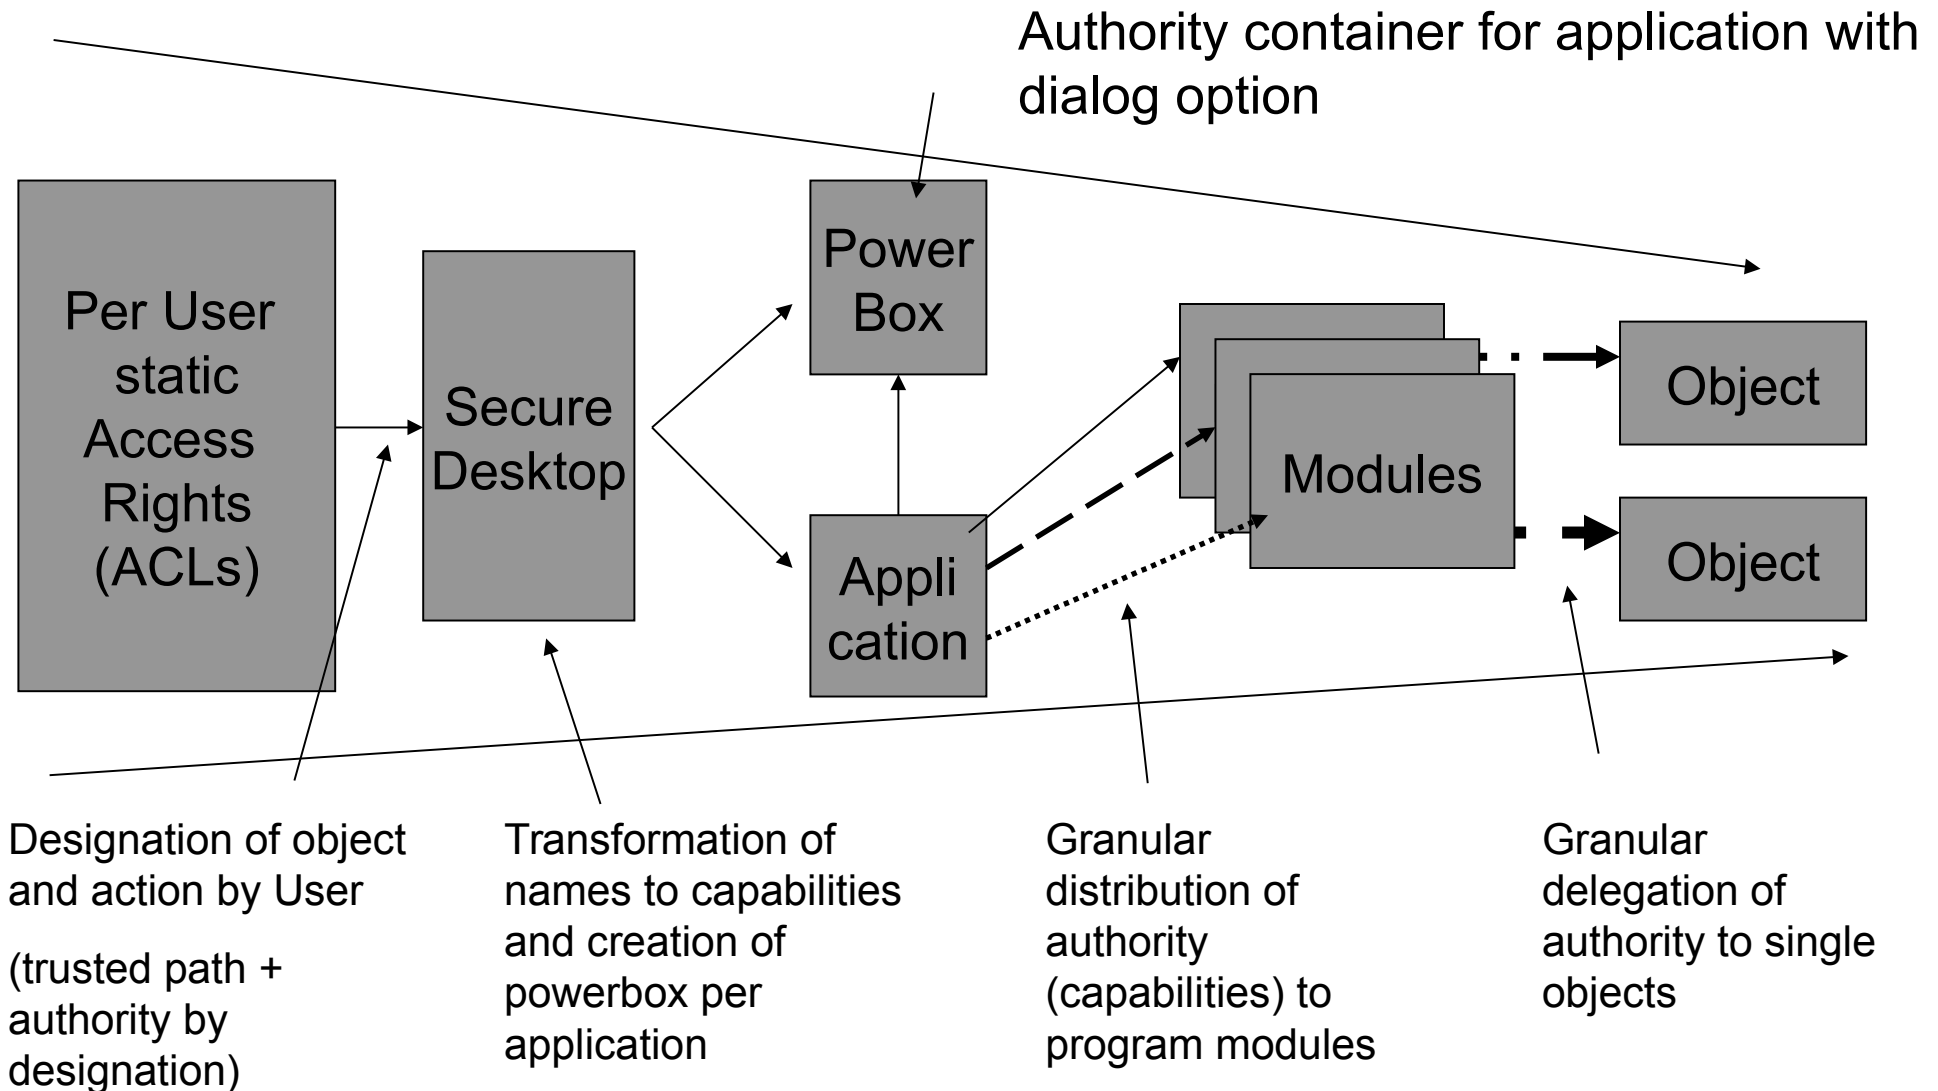 Authority container for application with
dialog option
Per User
static
Access
Rights
(ACLs)
Secure
Desktop
Power
Box
Appli
cation
Modules
Object
Object
Designation of object
and action by User
(trusted path +
authority by
designation)
Transformation of
names to capabilities
and creation of
powerbox per
application
Granular
distribution of
authority
(capabilities) to
program modules
Granular
delegation of
authority to single
objects